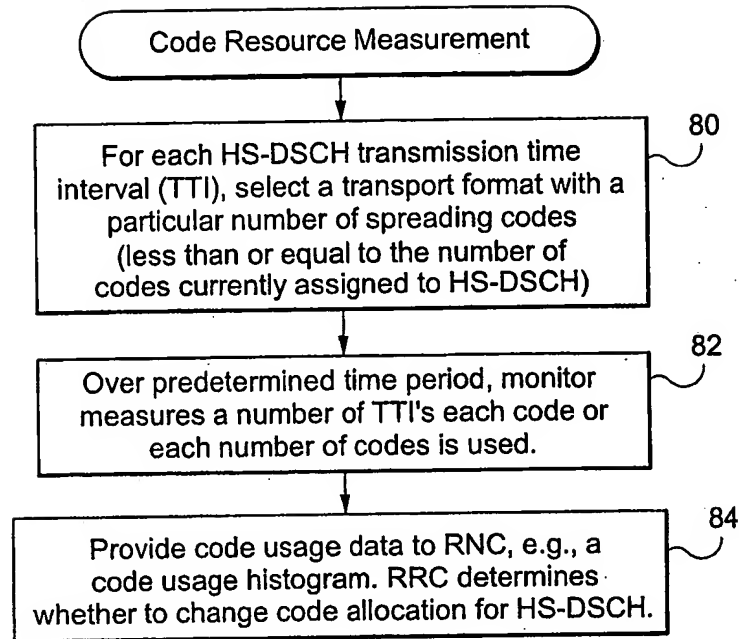 Code Resource Measurement
80
For each HS-DSCH transmission time
interval (TTI), select a transport format with a
particular number of spreading codes
(less than or equal to the number of
codes currently assigned to HS-DSCH)
82
Over predetermined time period, monitor
measures a number of TTI's each code or
each number of codes is used.
84
Provide code usage data to RNC, e.g., a
code usage histogram. RRC determines
whether to change code allocation for HS-DSCH.